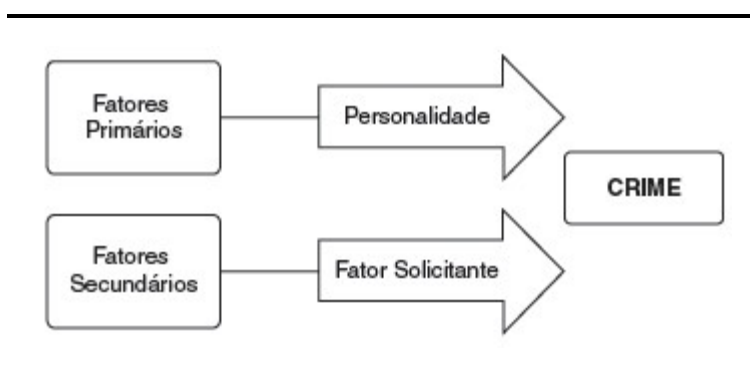 Fatores
Primários
Personalidade
CRIME
Fatores
Secundários
Fator Solicitante